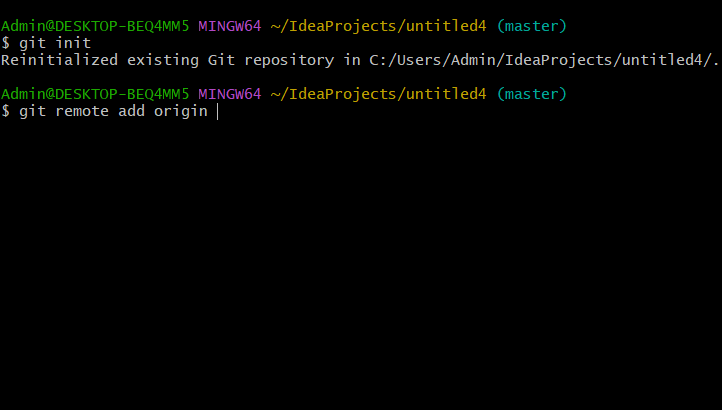 Admin@DESKTOP-BEQ4MM5 MINGW64 ~/IdeaProjects/untitled4 (master)
$ git init
Reinitialized existing Git repository in C:/Users/Admin/IdeaProjects/untitled4/.
Admin@DESKTOP-BEQ4MM5 MINGW64 ~/IdeaProjects/untitled4 (master)
$ git remote add origin